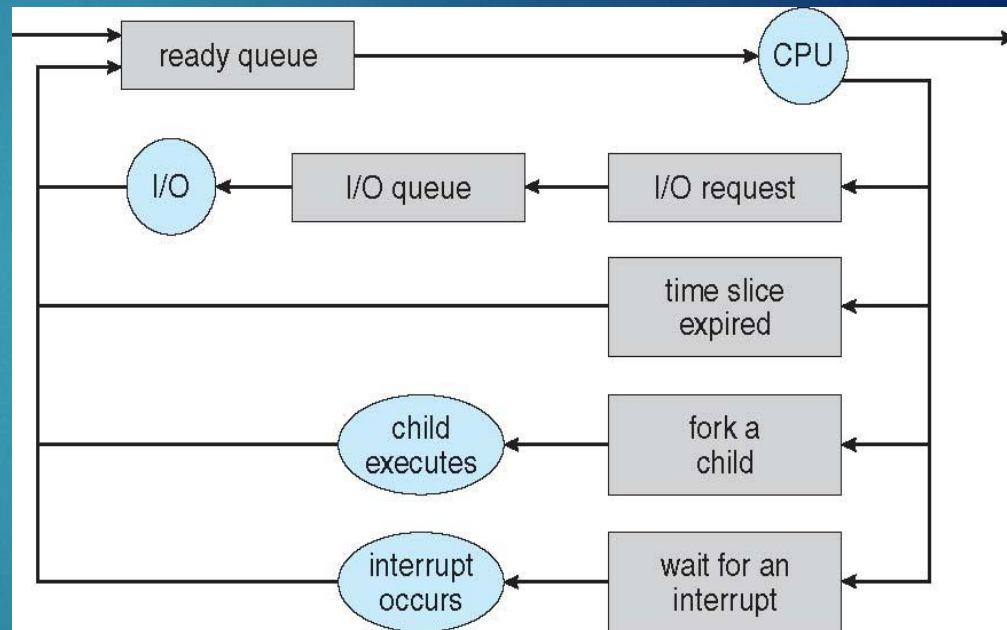 ready queue
CPU
I/O
I/O queue
I/O request
time slice
expired
child
executes
fork a
child
interrupt
occurs
wait for an
interrupt